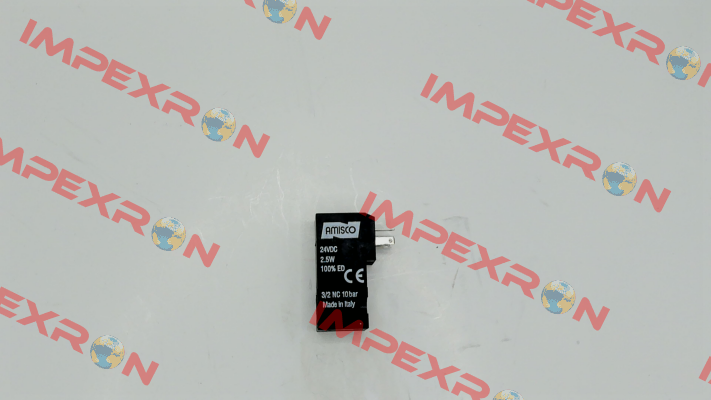 IMPEXRON
IMPEXRON
IMPEXRON
IMPEXRON
IMPEXRON
IMPEXRON
IMPEXRON
IMPEXRON
AMISCO
24VDC
2.5W
100% ED
CE
3/2 NC 10 bar
Made in Italy